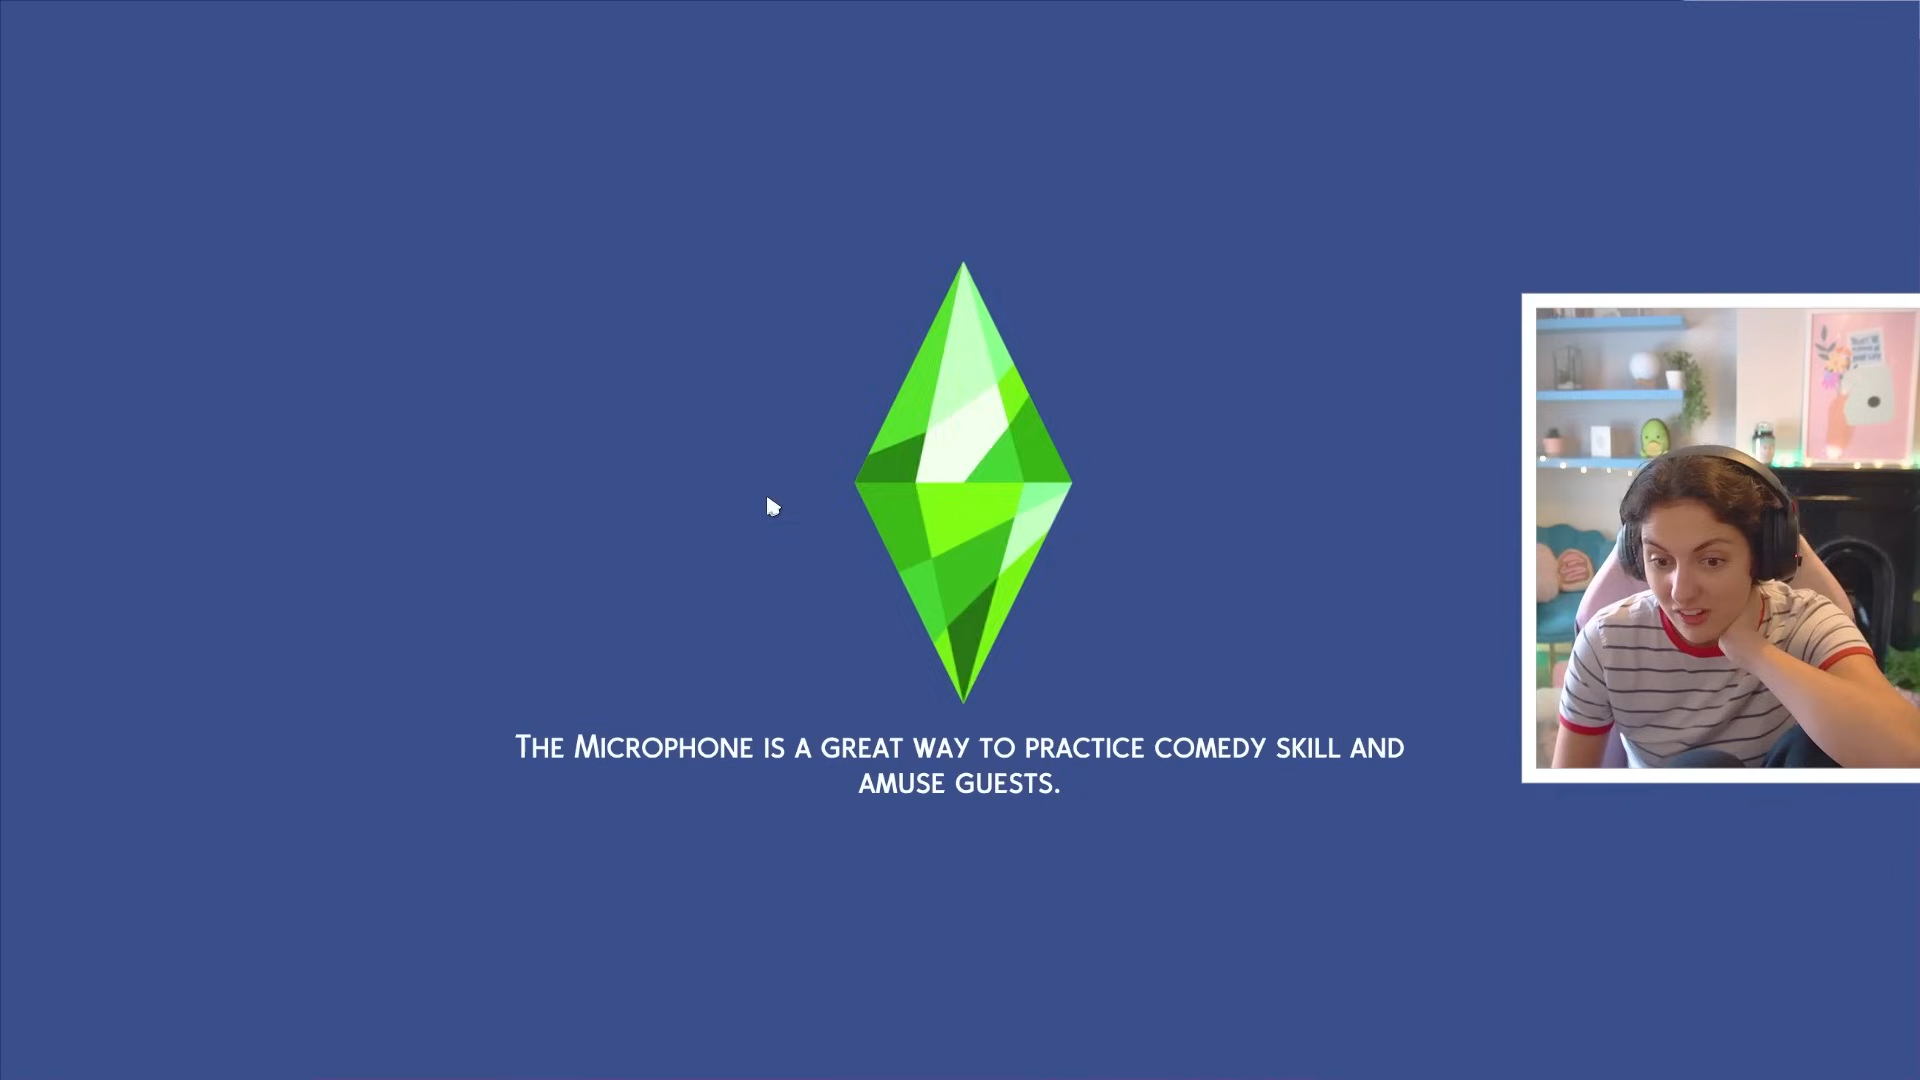 The Microphone is a great way to practice comedy skill and
amuse guests.